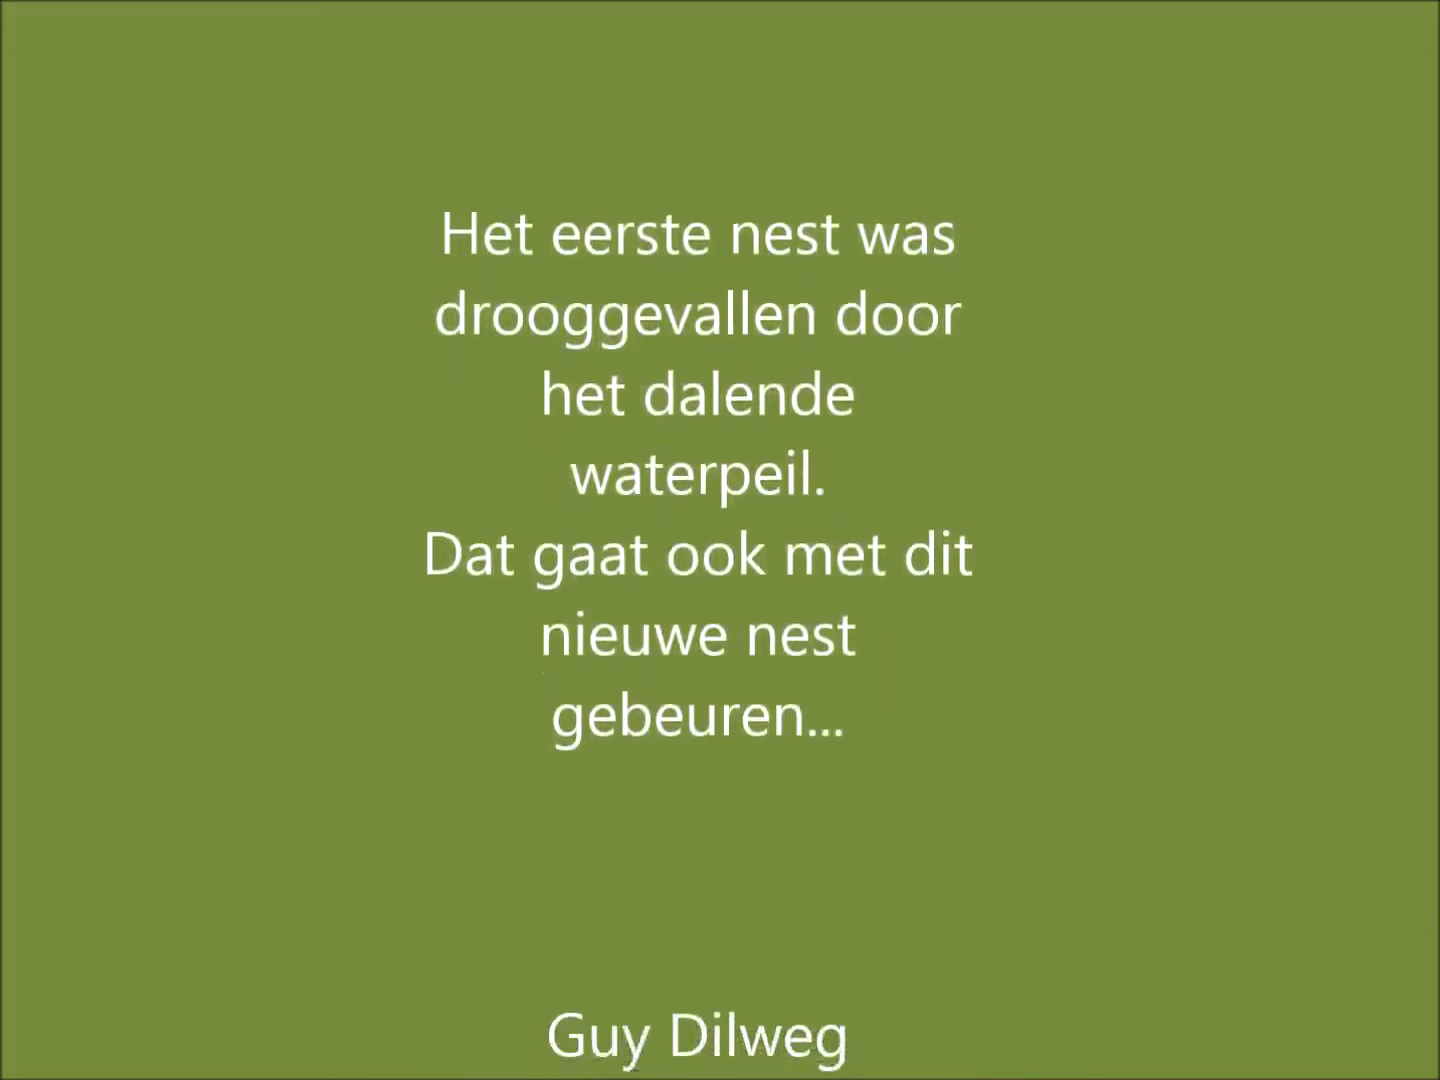 Het eerste nest was
drooggevallen door
het dalende
waterpeil.
Dat gaat ook met dit
nieuwe nest
gebeuren...
Guy Dilweg